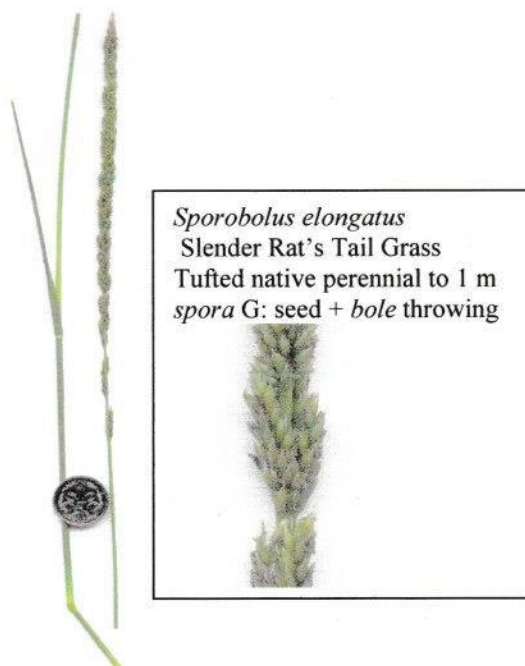 Sporobolus elongatus
Slender Rat's Tail Grass
Tufted native perennial to 1 m
spora G: seed + bole throwing